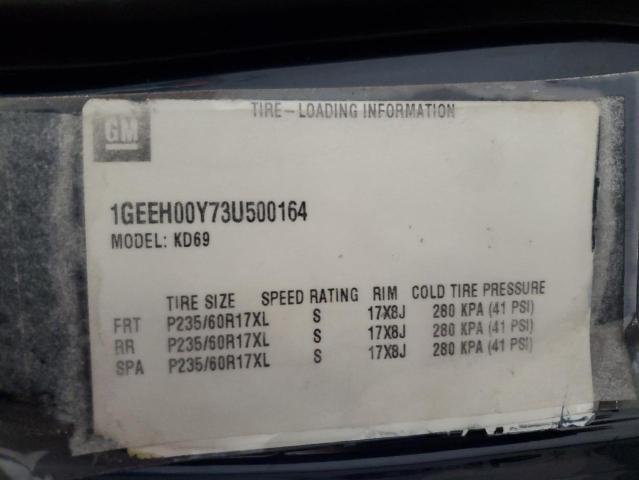 GM
TIRE-LOADING INFORMATION
1GEEH00Y73U500164
MODEL: KD69
TIRE SIZE SPEED RATING RIM COLD TIRE PRESSURE
FRT P235/60R17XL S 17X8J 280 KPA (41 PSI)
RR P235/60R17XL S 17X8J 280 KPA (41 PSI)
SPA P235/60R17XL S 17X8J 280 KPA (41 PSI)